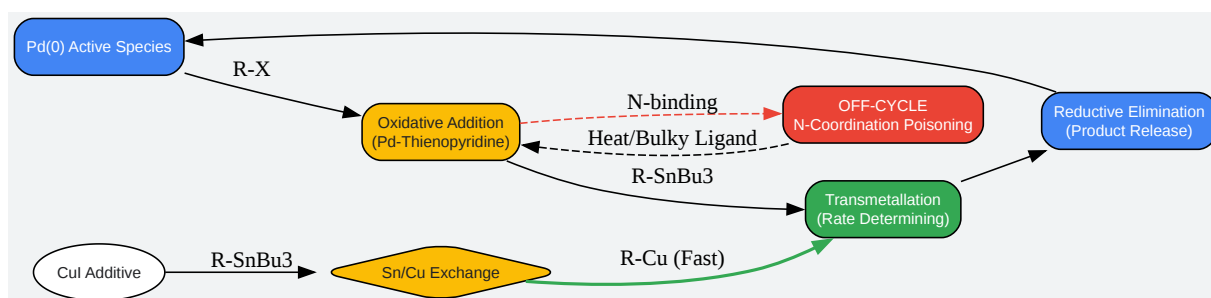 Pd(0) Active Species
R-X
Oxidative Addition
(Pd-Thienopyridine)
N-binding
Heat/Bulky Ligand
OFF-CYCLE
N-Coordination Poisoning
Reductive Elimination
(Product Release)
R-SnBu3
Transmetallation
(Rate Determining)
CuI Additive
R-SnBu3
Sn/Cu Exchange
R-Cu (Fast)